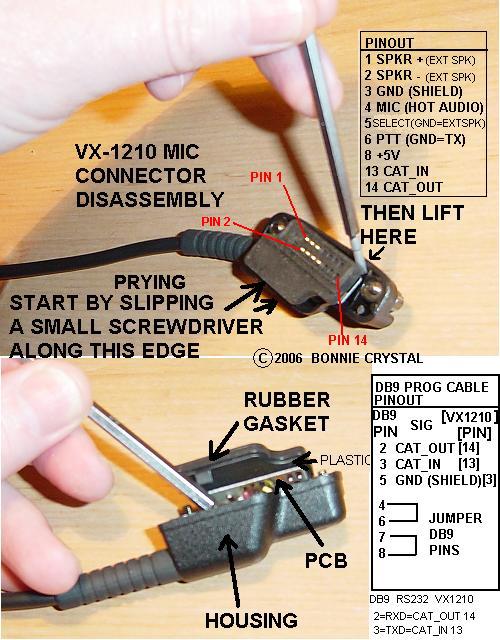 PINOUT
1 SPKR + (EXT SPK)
2 SPKR - (EXT SPK)
3 GND (SHIELD)
4 MIC (HOT AUDIO)
5 SELECT(GND=EXTSPK)
6 PTT (GND=TX)
8 +5V
13 CAT_IN
14 CAT_OUT
VX-1210 MIC
CONNECTOR
DISASSEMBLY
PIN 1
PIN 2
THEN LIFT
HERE
PRYING
START BY SLIPPING
A SMALL SCREWDRIVER
ALONG THIS EDGE
PIN 14
©2006 BONNIE CRYSTAL
RUBBER
GASKET
PLASTIC
PCB
HOUSING
DB9 PROG CABLE
PINOUT
DB9 SIG [VX1210]
PIN [PIN]
2 CAT_OUT [14]
3 CAT_IN [13]
5 GND (SHIELD)[3]
4
6
7
8
JUMPER
DB9
PINS
DB9 RS232 VX1210
2=RXD=CAT_OUT 14
3=TXD=CAT_IN 13